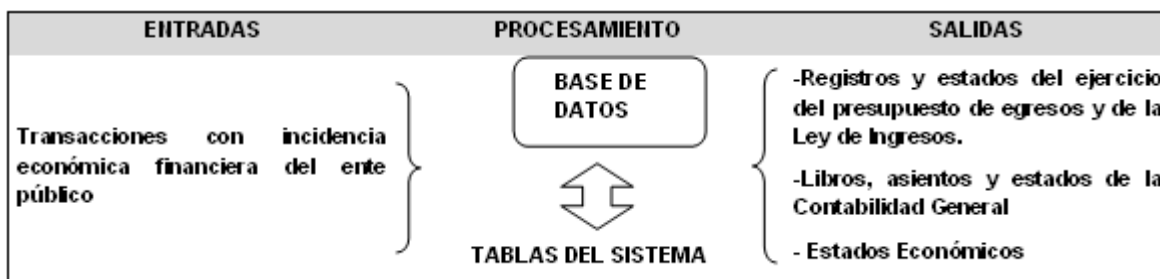 ENTRADAS PROCESAMIENTO SALIDAS
Transacciones con incidencia
económica financiera del ente
público
BASE DE
DATOS
TABLAS DEL SISTEMA
-Registros y estados del ejercicio
del presupuesto de egresos y de la
Ley de Ingresos.
-Libros, asientos y estados de la
Contabilidad General
- Estados Económicos